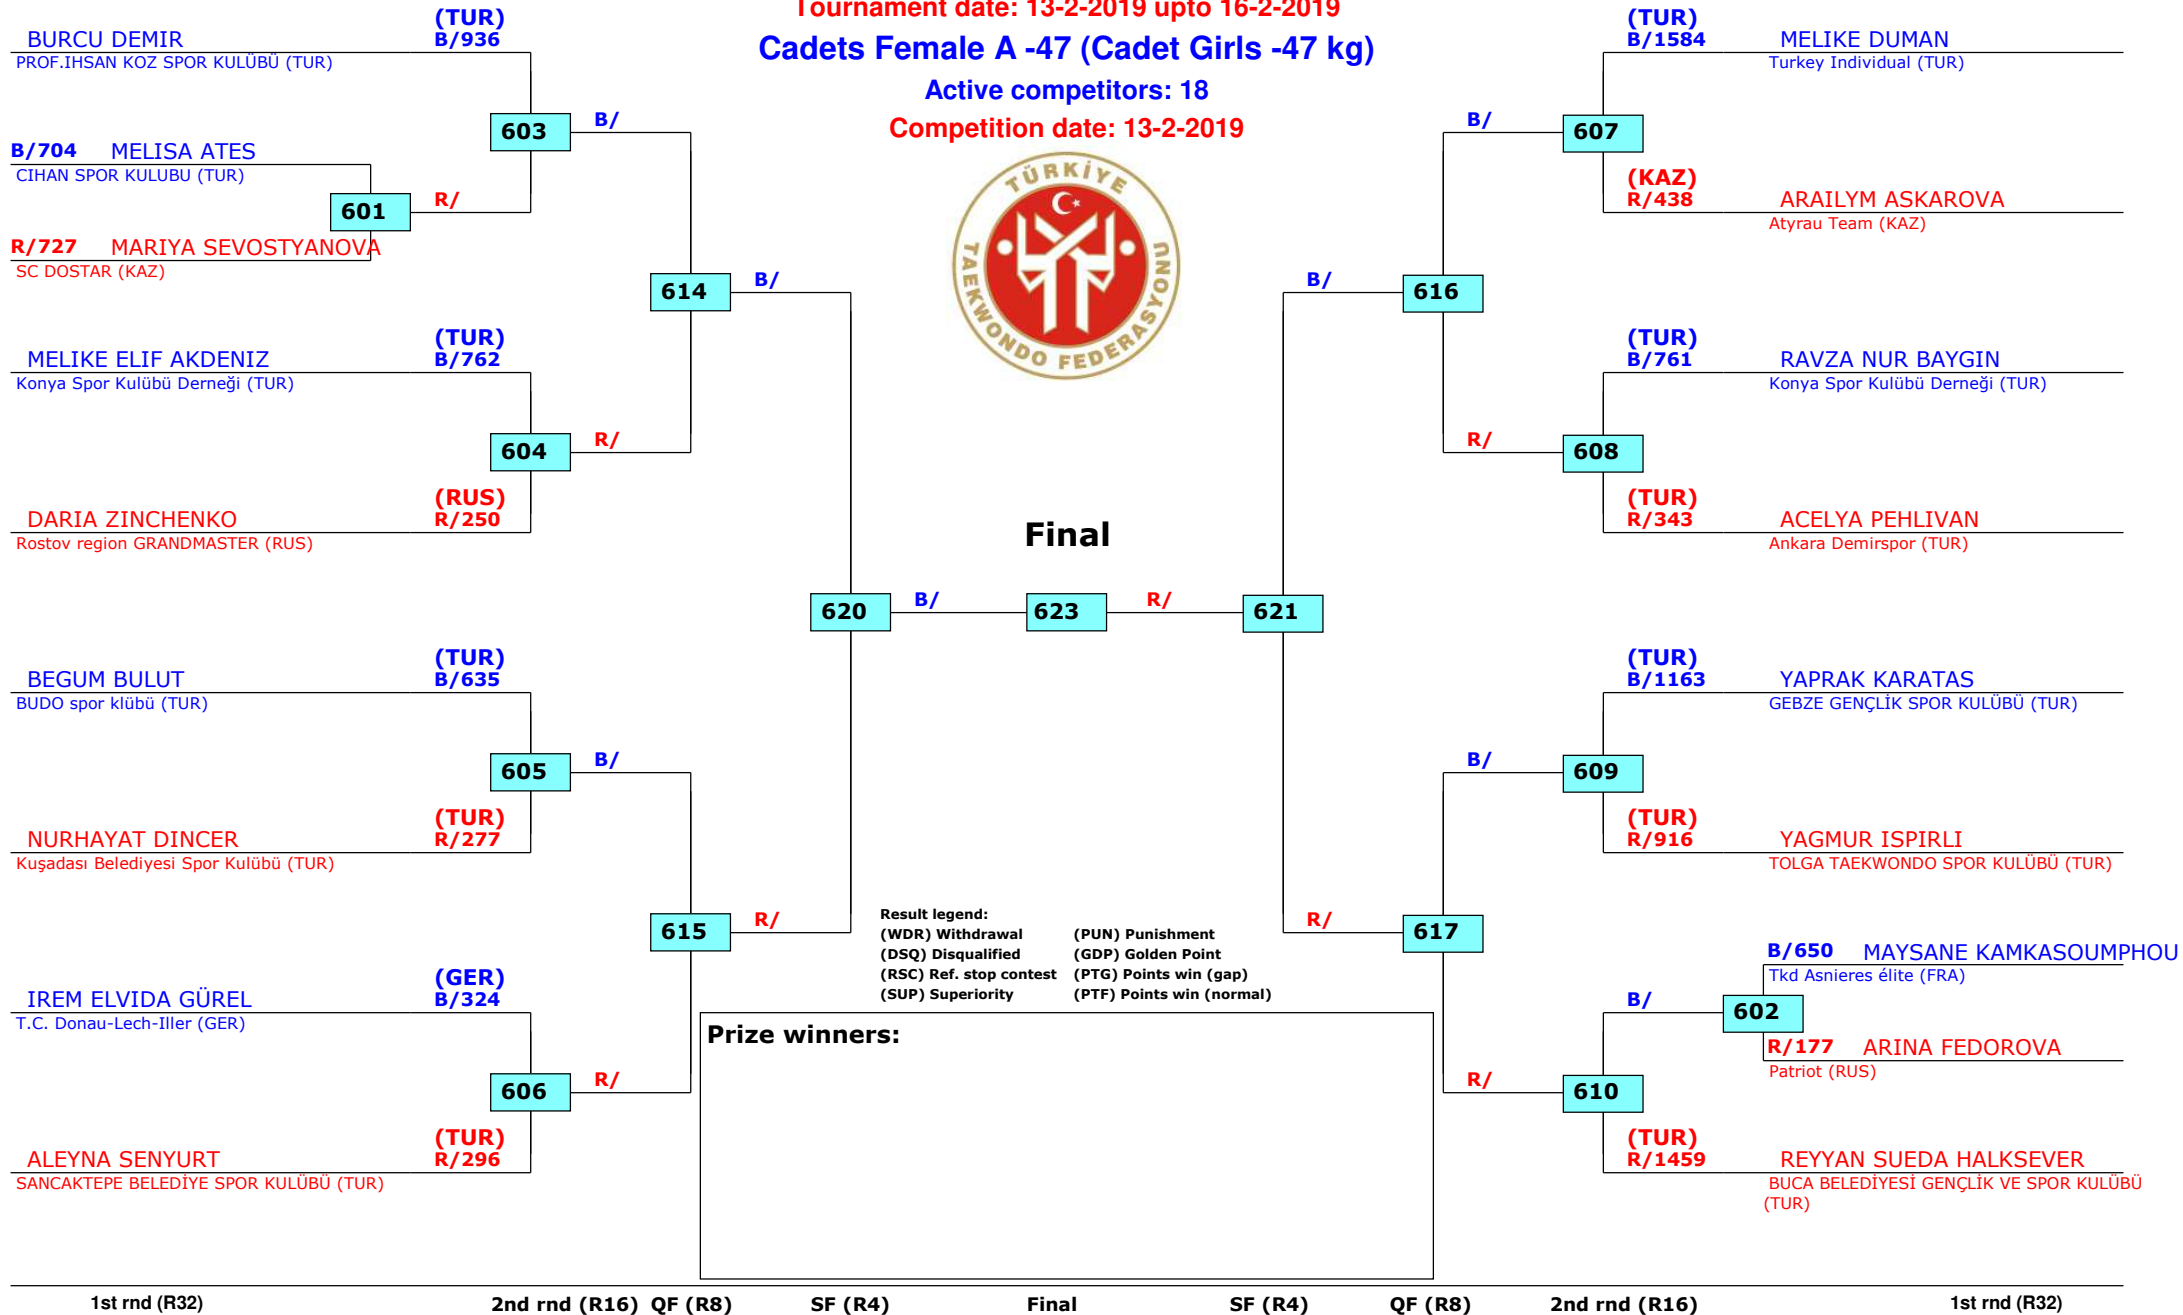 Tournament date: 13-2-2019 upto 16-2-2019
Cadets Female A -47 (Cadet Girls -47 kg)
Active competitors: 18
Competition date: 13-2-2019
TÜRKİYE
TAEKWONDO FEDERASYONU
(TUR)
BURCU DEMIR B/936
PROF.IHSAN KOZ SPOR KULÜBÜ (TUR)
603 B/
B/704 MELISA ATES
CIHAN SPOR KULUBU (TUR)
601 R/
R/727 MARIYA SEVOSTYANOVA
SC DOSTAR (KAZ)
614 B/
(TUR)
MELIKE ELIF AKDENIZ B/762
Konya Spor Kulübü Derneği (TUR)
604 R/
(RUS)
DARIA ZINCHENKO R/250
Rostov region GRANDMASTER (RUS)
Final
620 B/ 623 R/ 621
(TUR)
BEGUM BULUT B/635
BUDO spor klübü (TUR)
605 B/
(TUR)
NURHAYAT DINCER R/277
Kuşadası Belediyesi Spor Kulübü (TUR)
615 R/
(GER)
IREM ELVIDA GÜREL B/324
T.C. Donau-Lech-Iller (GER)
606 R/
(TUR)
ALEYNA SENYURT R/296
SANCAKTEPE BELEDİYE SPOR KULÜBÜ (TUR)
(TUR)
B/1584 MELIKE DUMAN
Turkey Individual (TUR)
B/ 607
(KAZ)
R/438 ARAILYM ASKAROVA
Atyrau Team (KAZ)
B/ 616
(TUR)
B/761 RAVZA NUR BAYGIN
Konya Spor Kulübü Derneği (TUR)
R/ 608
(TUR)
R/343 ACELYA PEHLIVAN
Ankara Demirspor (TUR)
(TUR)
B/1163 YAPRAK KARATAS
GEBZE GENÇLİK SPOR KULÜBÜ (TUR)
B/ 609
(TUR)
R/916 YAGMUR ISPIRLI
TOLGA TAEKWONDO SPOR KULÜBÜ (TUR)
R/ 617
B/650 MAYSANE KAMKASOUMPHOU
Tkd Asnieres élite (FRA)
B/ 602
R/177 ARINA FEDOROVA
Patriot (RUS)
R/ 610
(TUR)
R/1459 REYYAN SUEDA HALKSEVER
BUCA BELEDİYESİ GENÇLİK VE SPOR KULÜBÜ
(TUR)
Result legend:
(WDR) Withdrawal (PUN) Punishment
(DSQ) Disqualified (GDP) Golden Point
(RSC) Ref. stop contest (PTG) Points win (gap)
(SUP) Superiority (PTF) Points win (normal)
Prize winners:
1st rnd (R32) 2nd rnd (R16) QF (R8) SF (R4) Final SF (R4) QF (R8) 2nd rnd (R16) 1st rnd (R32)